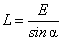 L = E / sin α